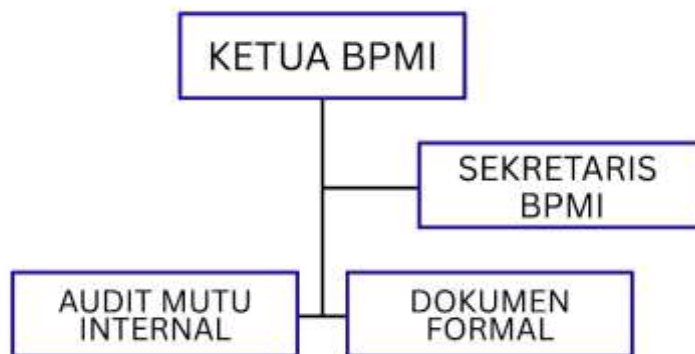 KETUA BPMI
SEKRETARIS
BPMI
AUDIT MUTU
INTERNAL
DOKUMEN
FORMAL